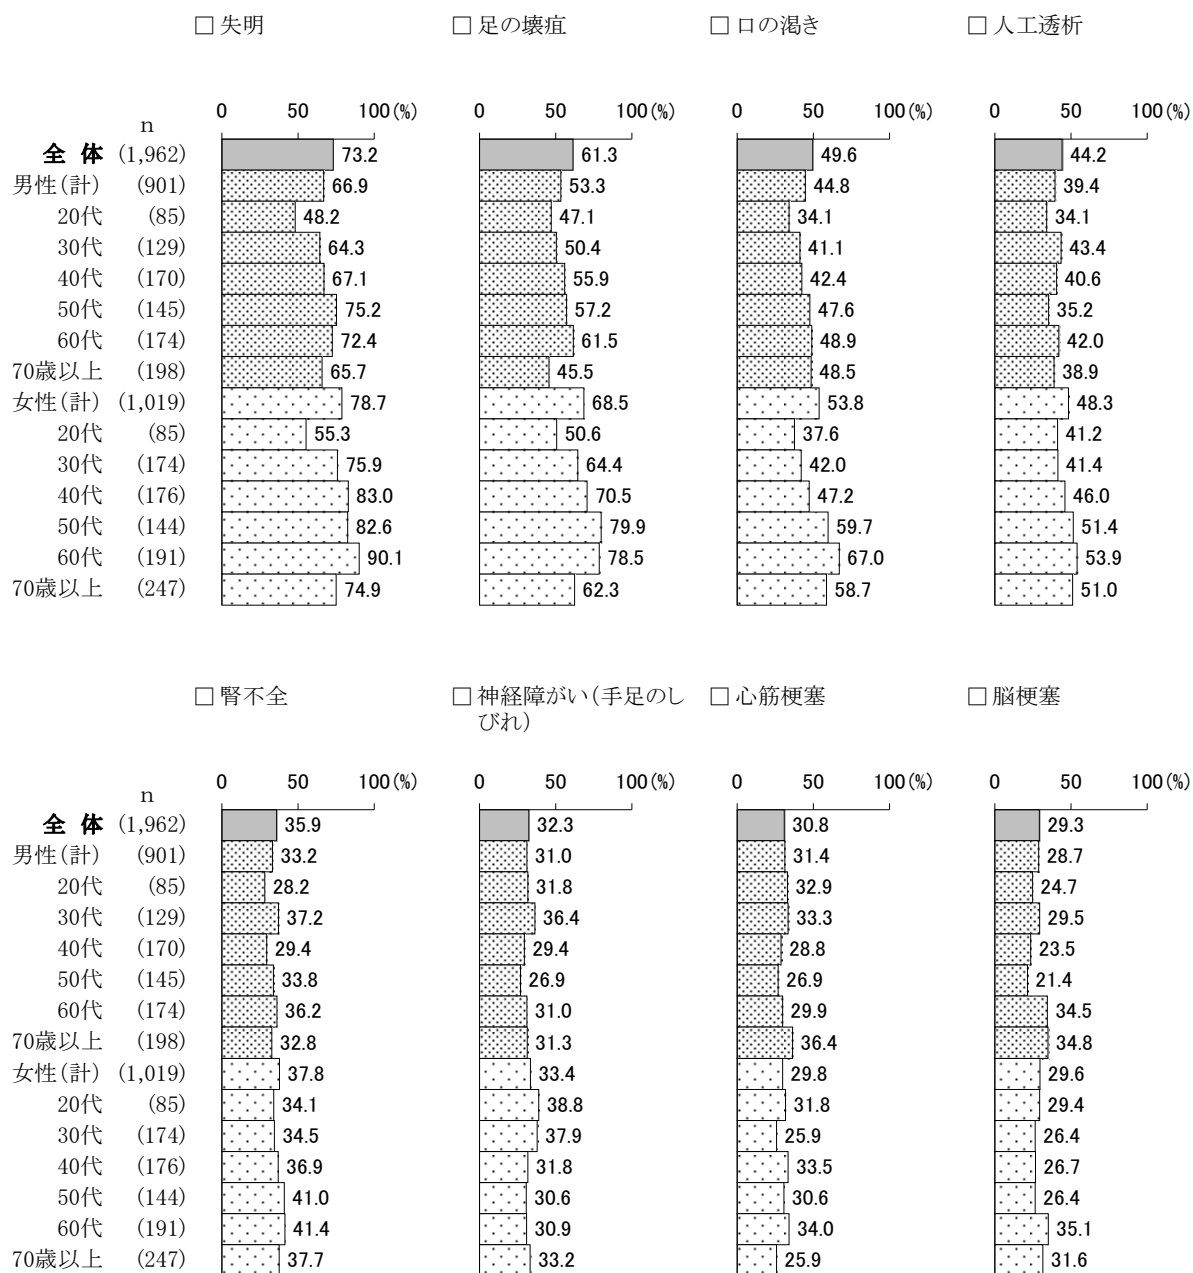 □ 失明 □ 足の壊疽 □ 口の渇き □ 人工透析
0 50 100(%) 0 50 100(%) 0 50 100(%) 0 50 100(%)
n
全 体 (1,962) 73.2 61.3 49.6 44.2
男性(計) (901) 66.9 53.3 44.8 39.4
20代 (85) 48.2 47.1 34.1 34.1
30代 (129) 64.3 50.4 41.1 43.4
40代 (170) 67.1 55.9 42.4 40.6
50代 (145) 75.2 57.2 47.6 35.2
60代 (174) 72.4 61.5 48.9 42.0
70歳以上 (198) 65.7 45.5 48.5 38.9
女性(計) (1,019) 78.7 68.5 53.8 48.3
20代 (85) 55.3 50.6 37.6 41.2
30代 (174) 75.9 64.4 42.0 41.4
40代 (176) 83.0 70.5 47.2 46.0
50代 (144) 82.6 79.9 59.7 51.4
60代 (191) 90.1 78.5 67.0 53.9
70歳以上 (247) 74.9 62.3 58.7 51.0
□ 腎不全 □ 神経障がい(手足のし □ 心筋梗塞 □ 脳梗塞
びれ)
0 50 100(%) 0 50 100(%) 0 50 100(%) 0 50 100(%)
n
全 体 (1,962) 35.9 32.3 30.8 29.3
男性(計) (901) 33.2 31.0 31.4 28.7
20代 (85) 28.2 31.8 32.9 24.7
30代 (129) 37.2 36.4 33.3 29.5
40代 (170) 29.4 29.4 28.8 23.5
50代 (145) 33.8 26.9 26.9 21.4
60代 (174) 36.2 31.0 29.9 34.5
70歳以上 (198) 32.8 31.3 36.4 34.8
女性(計) (1,019) 37.8 33.4 29.8 29.6
20代 (85) 34.1 38.8 31.8 29.4
30代 (174) 34.5 37.9 25.9 26.4
40代 (176) 36.9 31.8 33.5 26.7
50代 (144) 41.0 30.6 30.6 26.4
60代 (191) 41.4 30.9 34.0 35.1
70歳以上 (247) 37.7 33.2 25.9 31.6